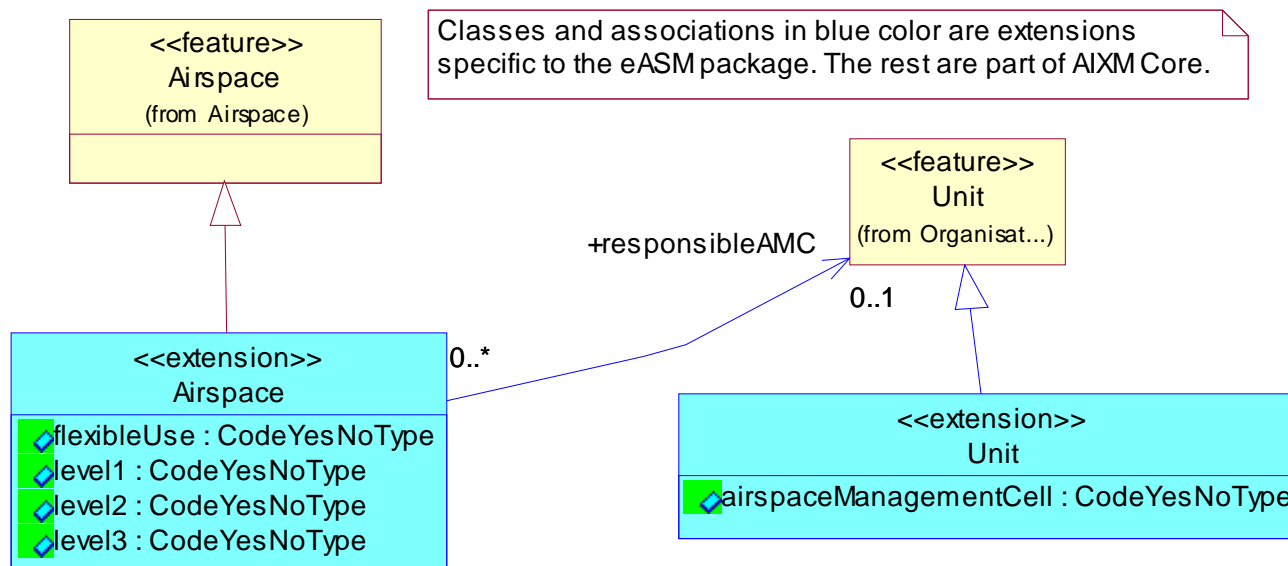 <<feature>>
Airspace
(from Airspace)
Classes and associations in blue color are extensions
specific to the eASM package. The rest are part of AIXM Core.
<<feature>>
Unit
(from Organisat...)
+responsibleAMC
0..1
0..*
<<extension>>
Airspace
flexibleUse : CodeYesNoType
level1 : CodeYesNoType
level2 : CodeYesNoType
level3 : CodeYesNoType
<<extension>>
Unit
airspaceManagementCell : CodeYesNoType